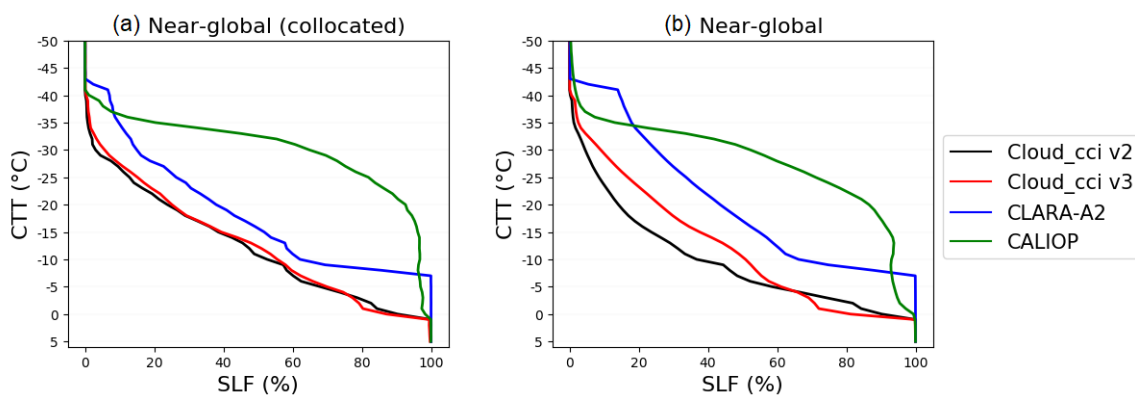 (a) Near-global (collocated)
-50
-45
-40
-35
-30
-25
-20
-15
-10
-5
0
5
CTT (°C)
0 20 40 60 80 100
SLF (%)
(b) Near-global
-50
-45
-40
-35
-30
-25
-20
-15
-10
-5
0
5
CTT (°C)
0 20 40 60 80 100
SLF (%)
Cloud_cci v2
Cloud_cci v3
CLARA-A2
CALIOP